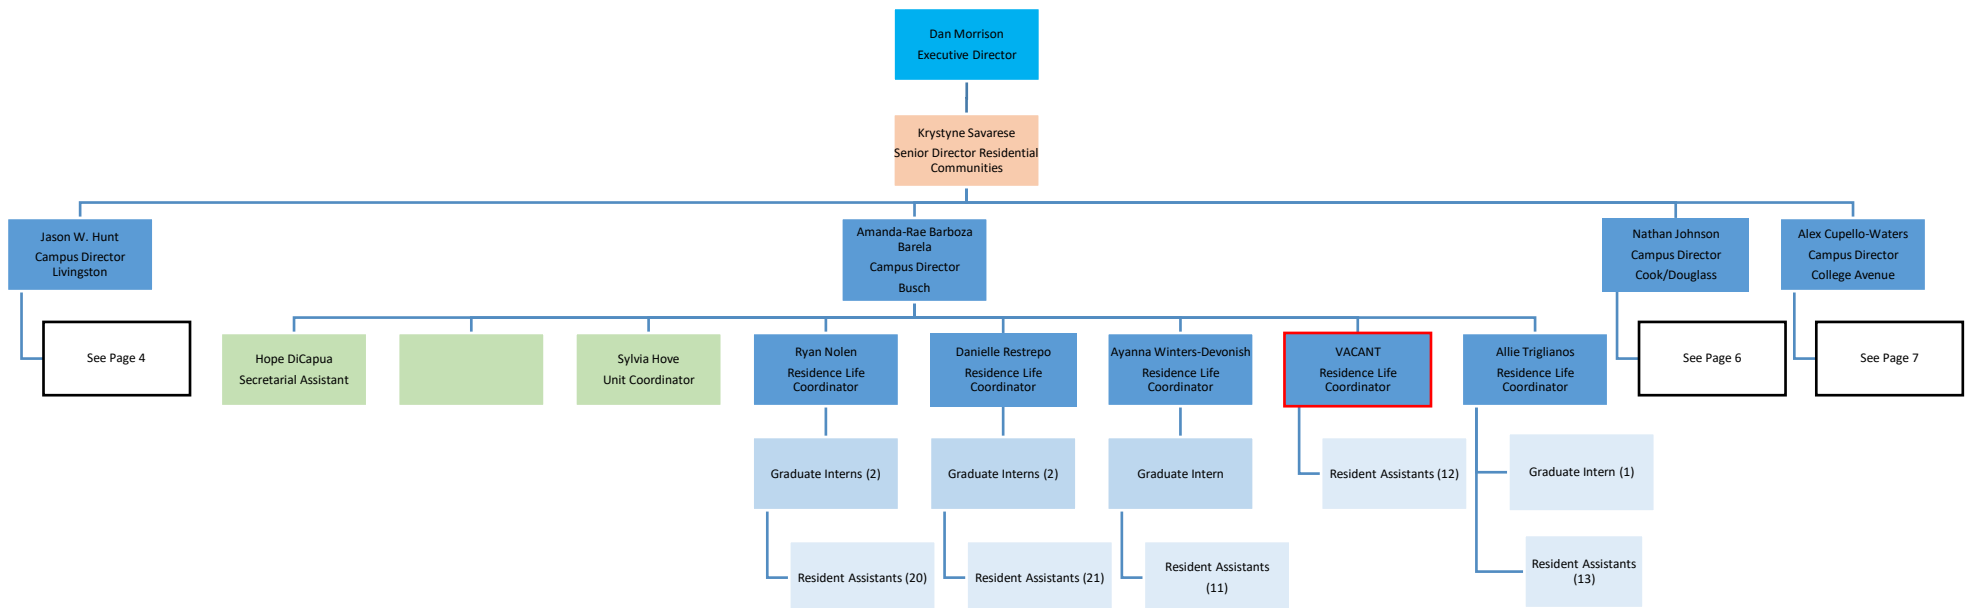 Dan Morrison
Executive Director
Krystyne Savarese
Senior Director Residential
Communities
Jason W. Hunt
Campus Director
Livingston
Amanda-Rae Barboza
Barela
Campus Director
Busch
Nathan Johnson
Campus Director
Cook/Douglass
Alex Cupello-Waters
Campus Director
College Avenue
See Page 4
Hope DiCapua
Secretarial Assistant
Sylvia Hove
Unit Coordinator
Ryan Nolen
Residence Life
Coordinator
Danielle Restrepo
Residence Life
Coordinator
Ayanna Winters-Devonish
Residence Life
Coordinator
VACANT
Residence Life
Coordinator
Allie Triglianos
Residence Life
Coordinator
See Page 6
See Page 7
Graduate Interns (2)
Graduate Interns (2)
Graduate Intern
Resident Assistants (12)
Graduate Intern (1)
Resident Assistants (20)
Resident Assistants (21)
Resident Assistants
(11)
Resident Assistants
(13)